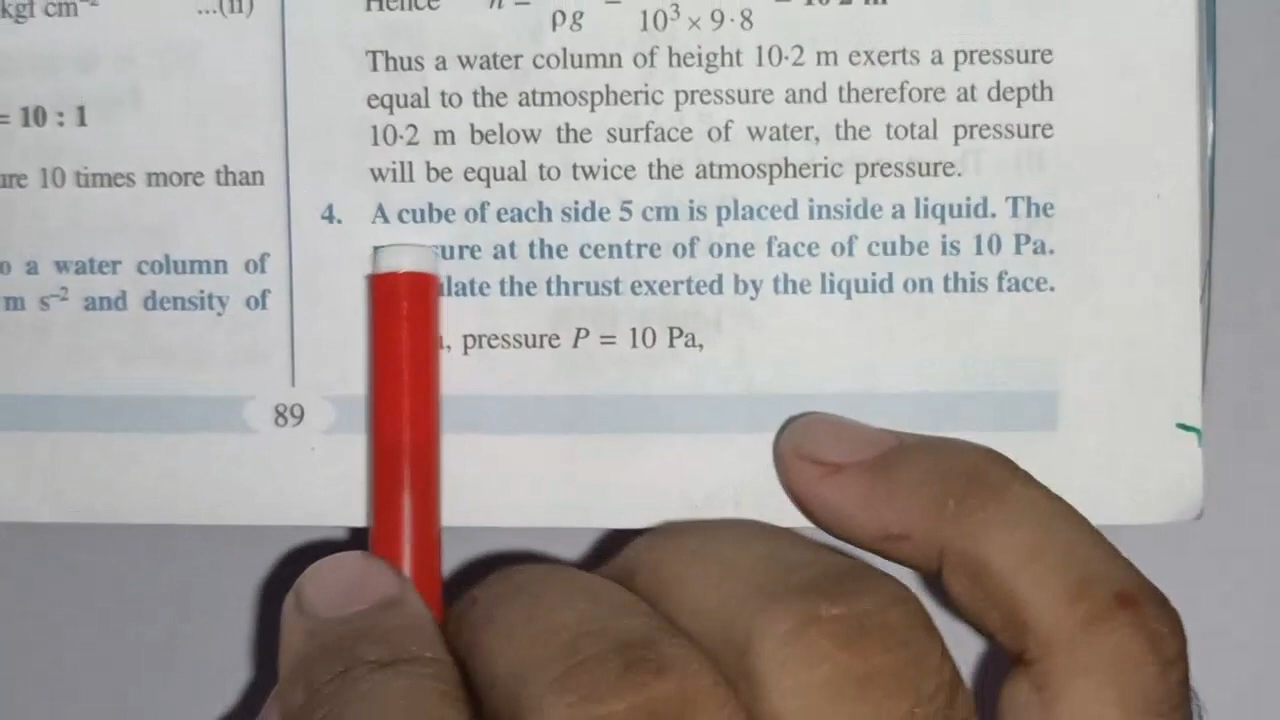 kgf cm⁻² ...(ii)
= 10 : 1
are 10 times more than
a water column of
m s⁻² and density of
Hence
ρg 10³ × 9·8
Thus a water column of height 10·2 m exerts a pressure
equal to the atmospheric pressure and therefore at depth
10·2 m below the surface of water, the total pressure
will be equal to twice the atmospheric pressure.
4. A cube of each side 5 cm is placed inside a liquid. The
sure at the centre of one face of cube is 10 Pa.
late the thrust exerted by the liquid on this face.
, pressure P = 10 Pa,
89